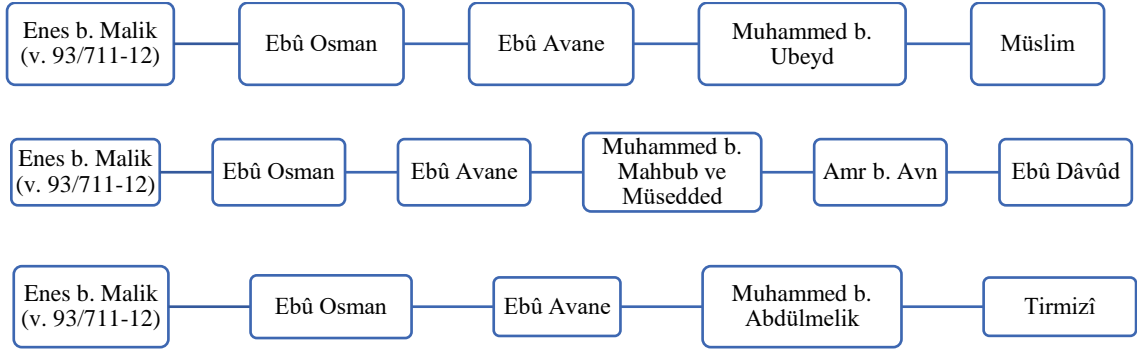 Enes b. Malik
(v. 93/711-12)
Ebû Osman
Ebû Avane
Muhammed b.
Ubeyd
Müslim
Enes b. Malik
(v. 93/711-12)
Ebû Osman
Ebû Avane
Muhammed b.
Mahbub ve
Müsedded
Amr b. Avn
Ebû Dâvûd
Enes b. Malik
(v. 93/711-12)
Ebû Osman
Ebû Avane
Muhammed b.
Abdülmelik
Tirmizî